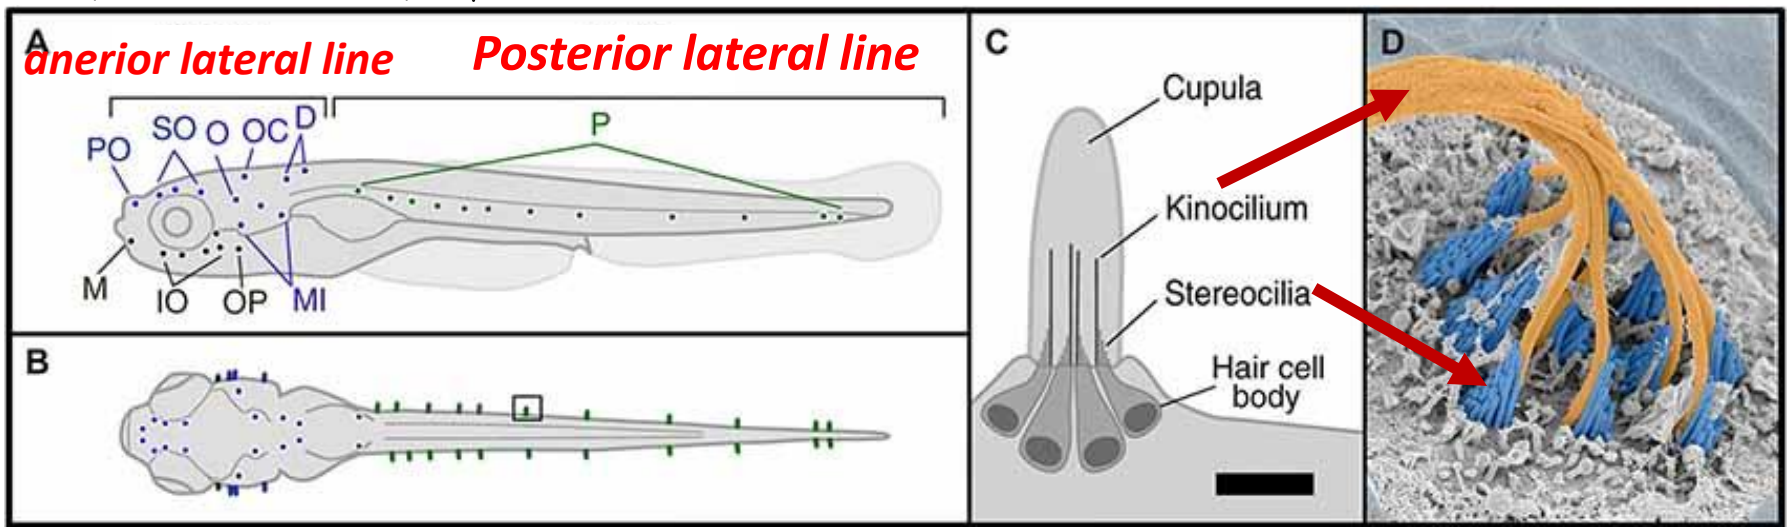 A
anerior lateral line
Posterior lateral line
PO
SO
O
OC
D
P
M
IO
OP
MI
B
C
Cupula
Kinocilium
Stereocilia
Hair cell
body
D